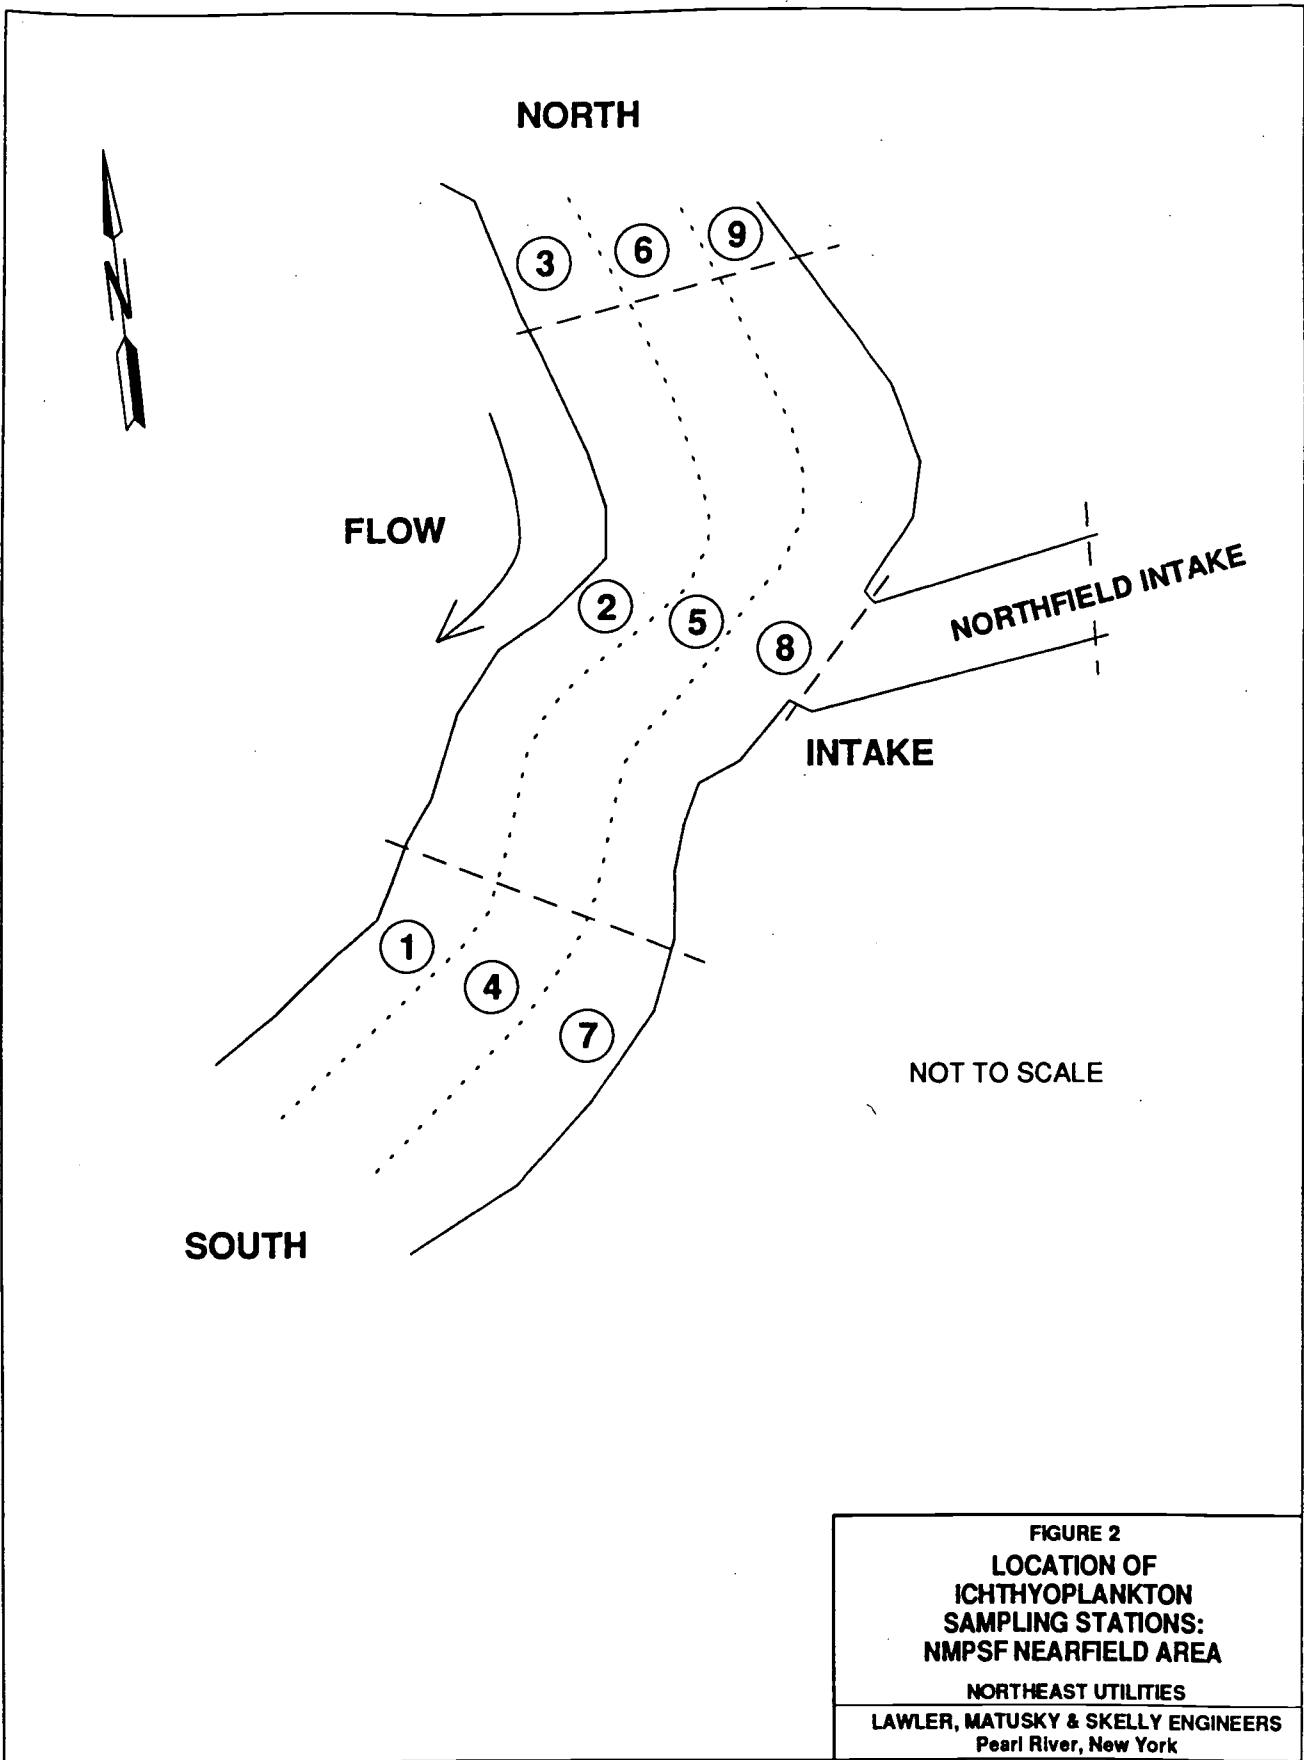 NORTH
N
3
6
9
FLOW
2
5
8
NORTHFIELD INTAKE
INTAKE
1
4
7
NOT TO SCALE
SOUTH
FIGURE 2
LOCATION OF
ICHTHYOPLANKTON
SAMPLING STATIONS:
NMPSF NEARFIELD AREA
NORTHEAST UTILITIES
LAWLER, MATUSKY & SKELLY ENGINEERS
Pearl River, New York